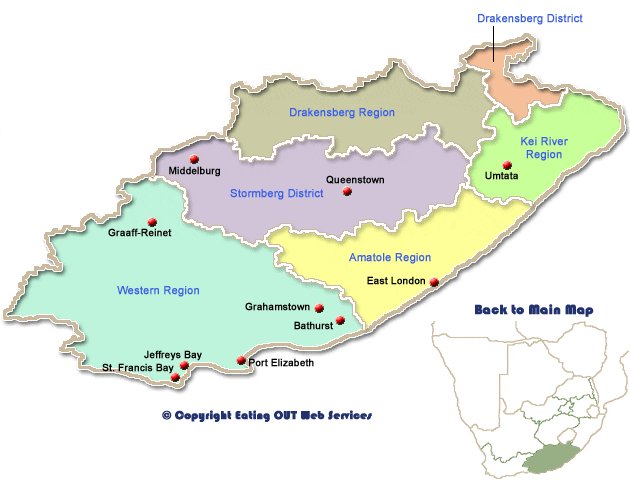 Drakensberg District
Drakensberg Region
Kei River
Region
Middelburg
Umtata
Queenstown
Stormberg District
Graaff-Reinet
Amatole Region
East London
Western Region
Grahamstown
Bathurst
Back to Main Map
Jeffreys Bay
Port Elizabeth
St. Francis Bay
© Copyright Eating OUT Web Services